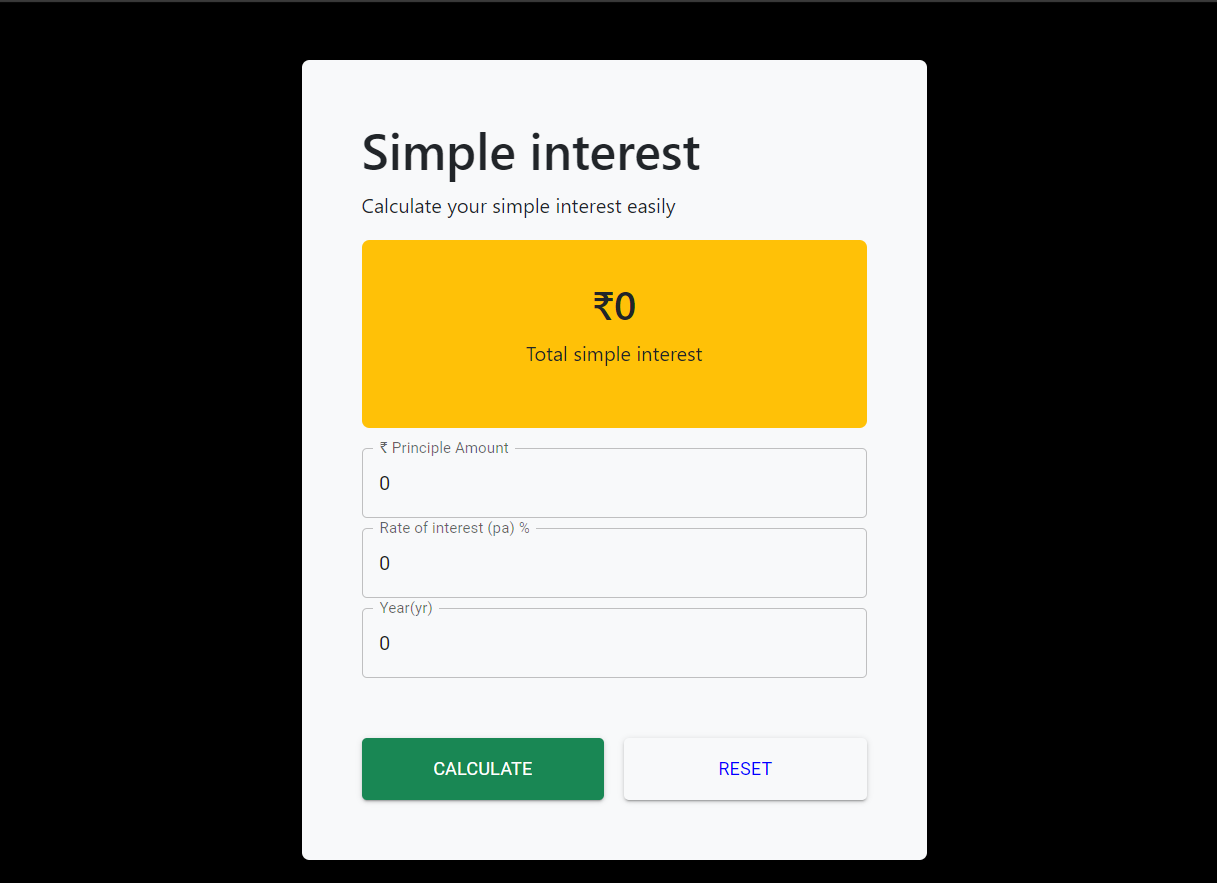 Simple interest
Calculate your simple interest easily
₹0
Total simple interest
₹ Principle Amount
0
Rate of interest (pa) %
0
Year(yr)
0
CALCULATE
RESET